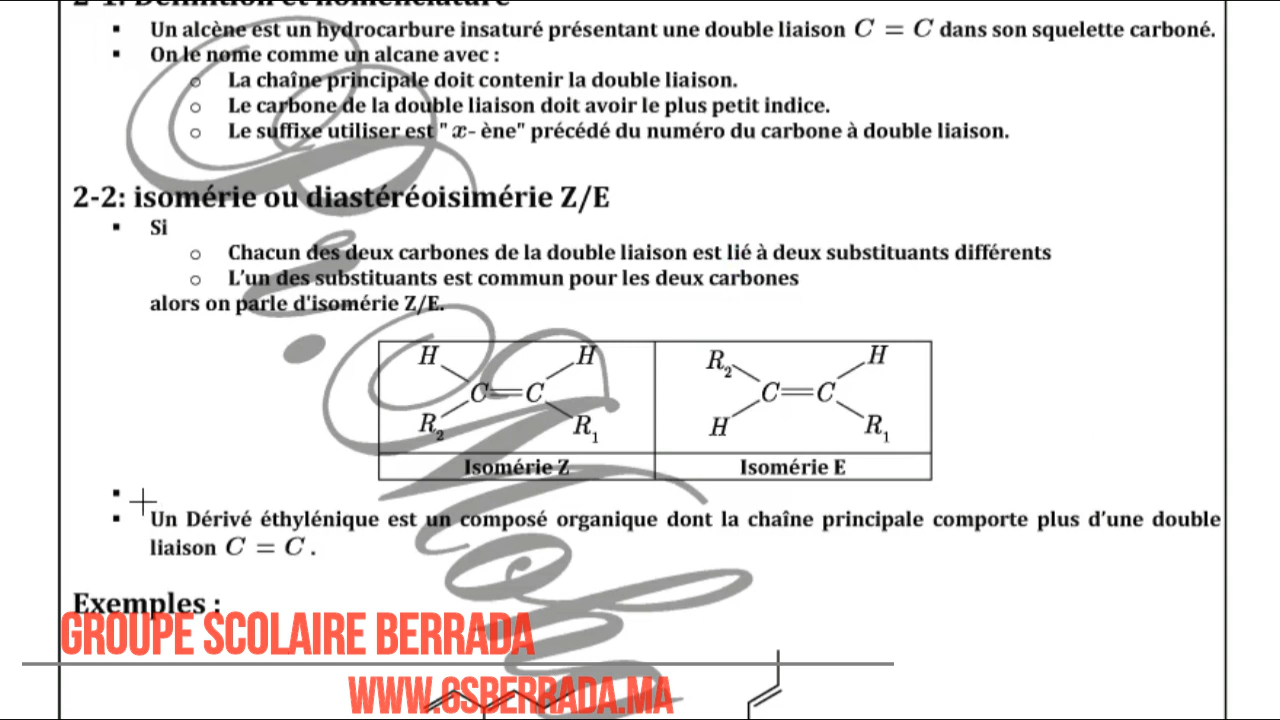 2-1: Définition et nomenclature
▪ Un alcène est un hydrocarbure insaturé présentant une double liaison C = C dans son squelette carboné.
▪ On le nome comme un alcane avec :
o La chaîne principale doit contenir la double liaison.
o Le carbone de la double liaison doit avoir le plus petit indice.
o Le suffixe utiliser est " x- ène" précédé du numéro du carbone à double liaison.
2-2: isomérie ou diastéréoisimérie Z/E
▪ Si
o Chacun des deux carbones de la double liaison est lié à deux substituants différents
o L'un des substituants est commun pour les deux carbones
alors on parle d'isomérie Z/E.
H H R2 H
C=C C=C
R2 R1 H R1
Isomérie Z Isomérie E
▪
▪ Un Dérivé éthylénique est un composé organique dont la chaîne principale comporte plus d'une double
liaison C = C.
Exemples :
GROUPE SCOLAIRE BERRADA
WWW.GSBERRADA.MA